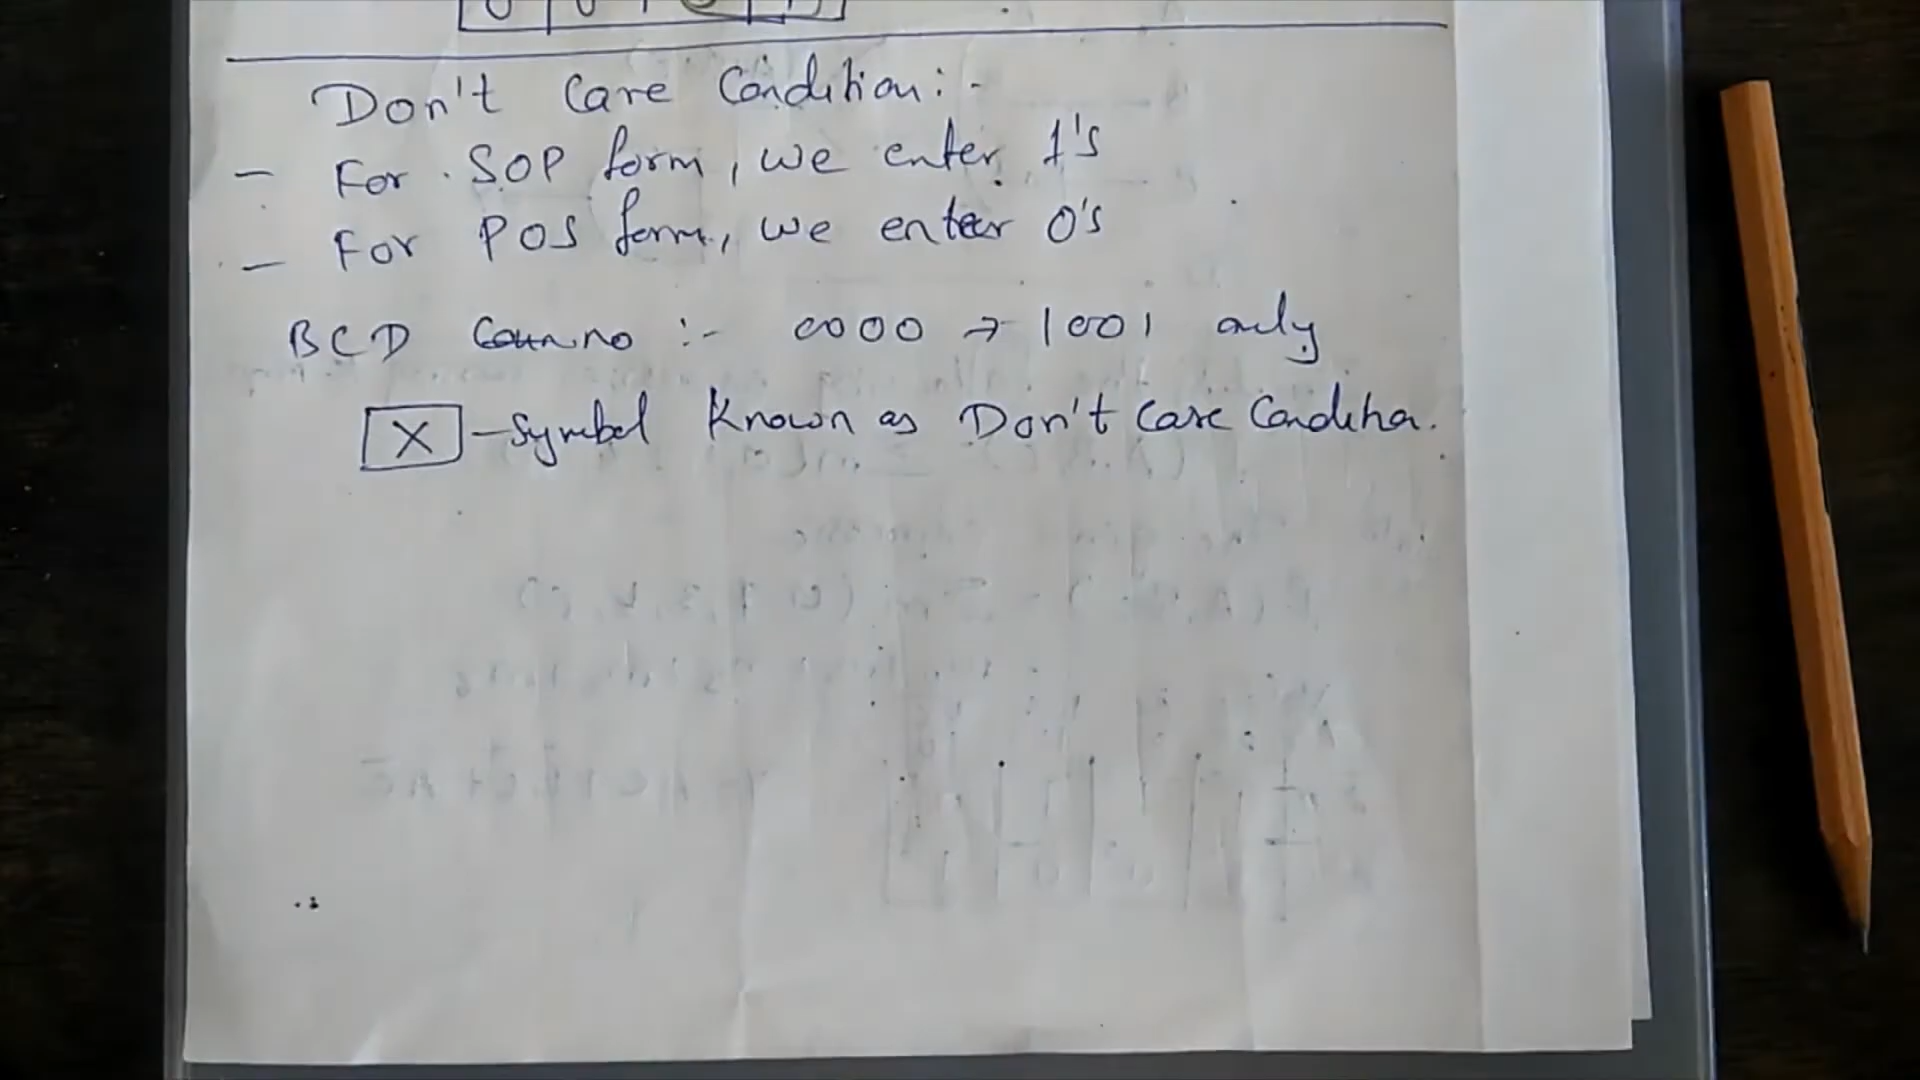 Don't Care Condition :-
- For SOP form, we enter 1's
- For POS form, we enter 0's
BCD no :- 0000 → 1001 only
X - Symbol Known as Don't Care Condition.